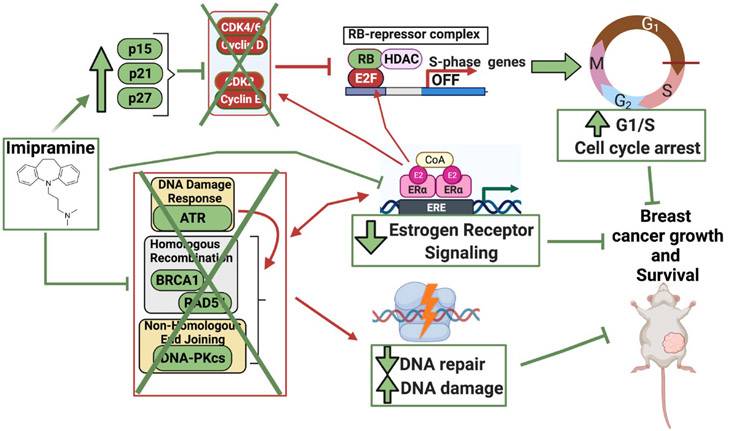 p15
p21
p27
CDK4/6
Cyclin D
CDK2
Cyclin E
RB-repressor complex
RB
HDAC
E2F
S-phase genes
OFF
G1
S
G2
M
G1/S
Cell cycle arrest
Imipramine
N
N
DNA Damage
Response
ATR
Homologous
Recombination
BRCA1
RAD51
Non-Homologous
End Joining
DNA-PKcs
CoA
E2
E2
ERα
ERα
ERE
Estrogen Receptor
Signaling
DNA repair
DNA damage
Breast
cancer growth
and
Survival